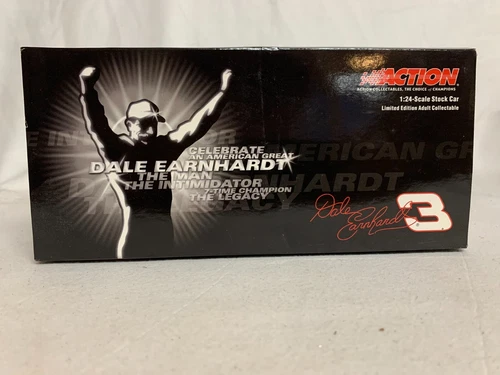 ACTION
ACTION COLLECTABLES, THE CHOICE of CHAMPIONS
1:24-Scale Stock Car
Limited Edition Adult Collectable
CELEBRATE
AN AMERICAN GREAT
DALE EARNHARDT
THE MAN
THE INTIMIDATOR
7-TIME CHAMPION
THE LEGACY
Dale
Earnhardt
3